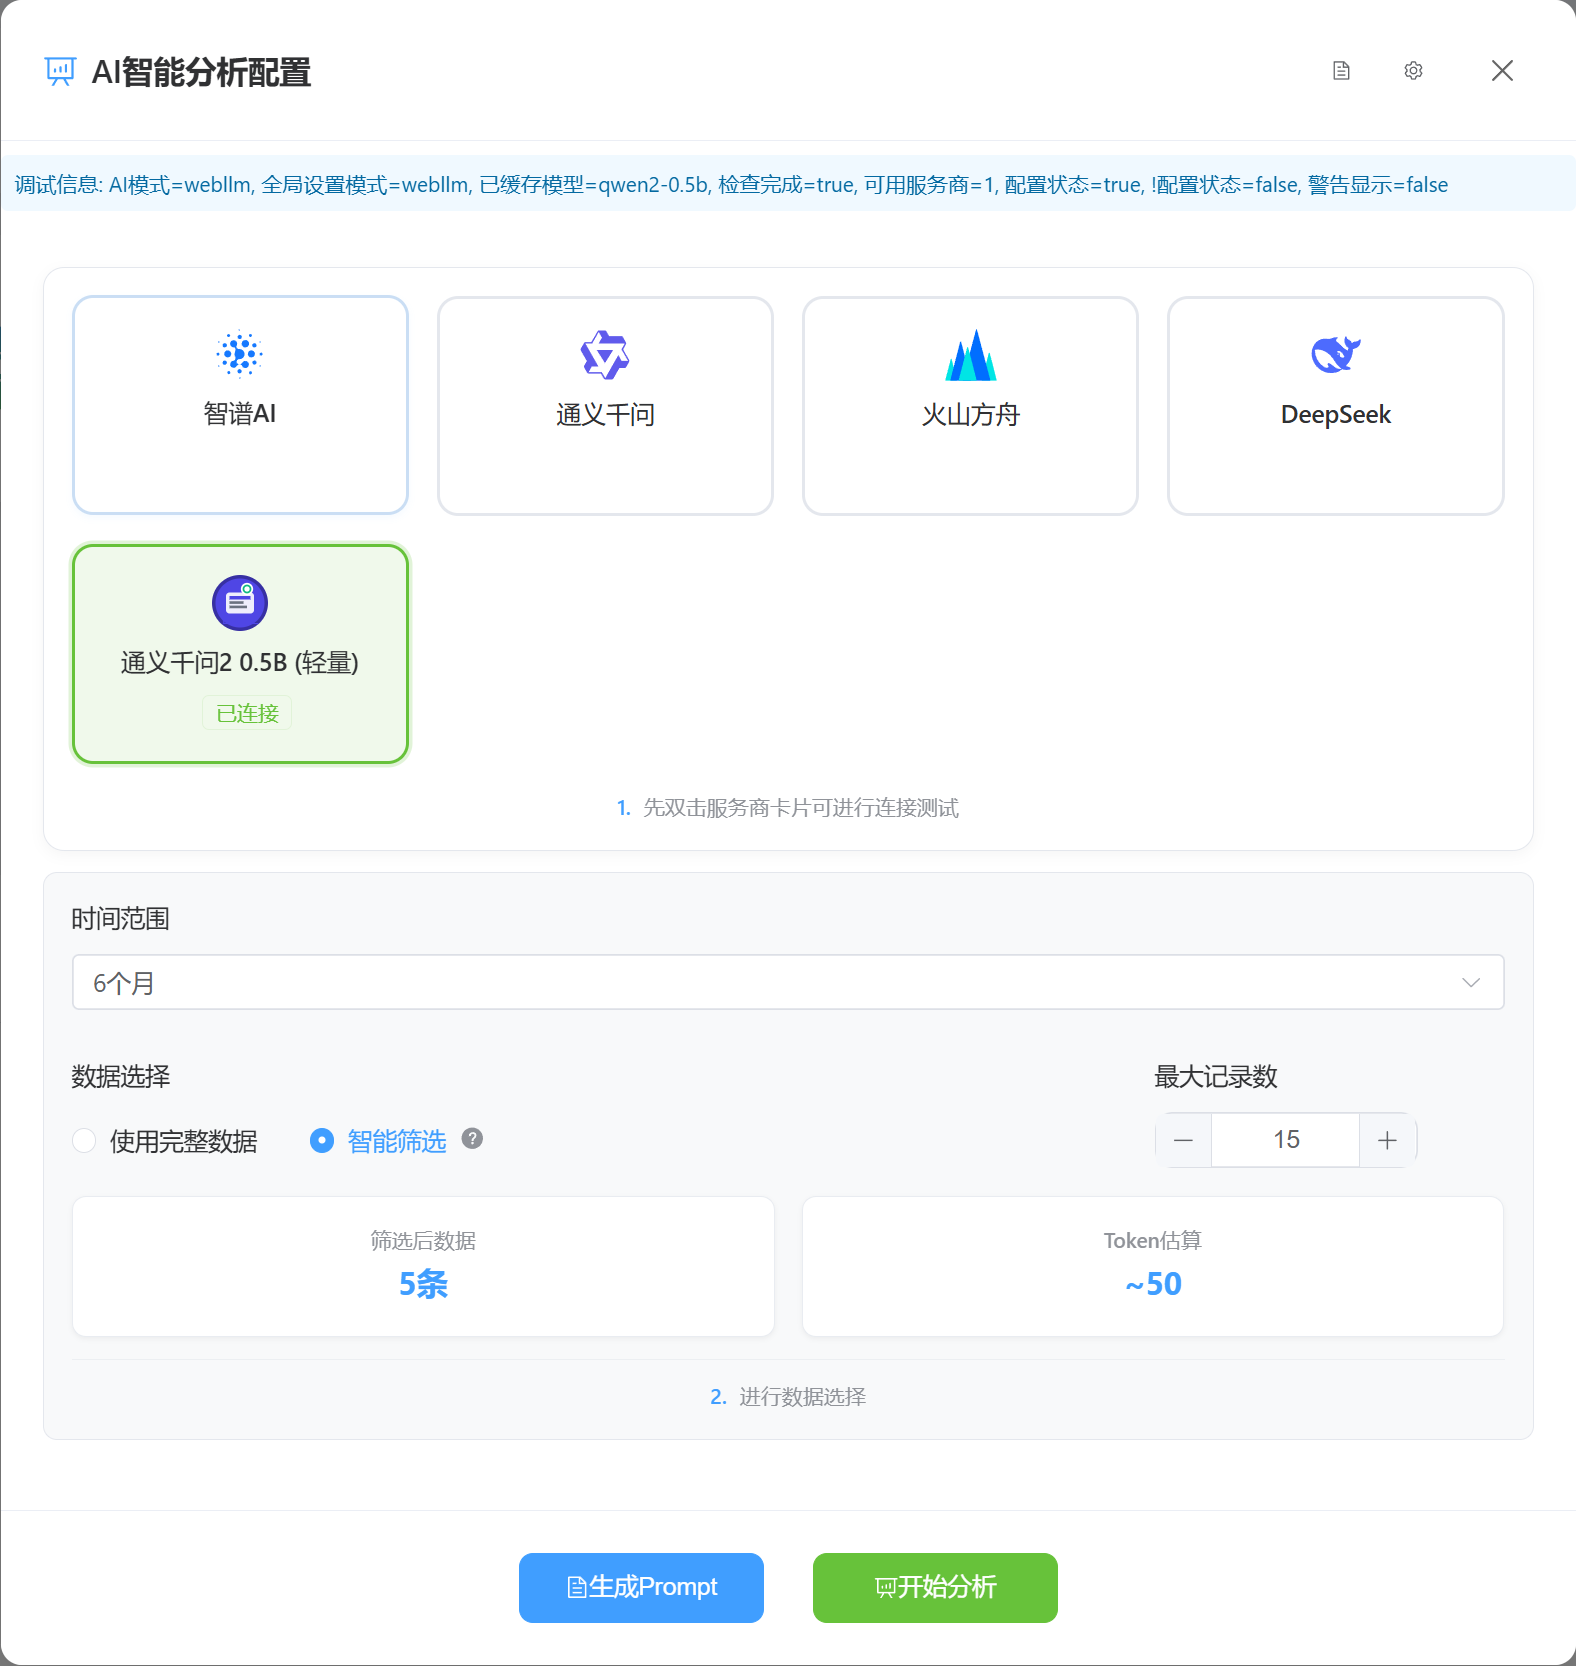 AI智能分析配置
调试信息: AI模式=webllm, 全局设置模式=webllm, 已缓存模型=qwen2-0.5b, 检查完成=true, 可用服务商=1, 配置状态=true, !配置状态=false, 警告显示=false
智谱AI
通义千问
火山方舟
DeepSeek
通义千问2 0.5B (轻量)
已连接
1. 先双击服务商卡片可进行连接测试
时间范围
6个月
数据选择
最大记录数
使用完整数据
智能筛选
?
15
筛选后数据
5条
Token估算
~50
2. 进行数据选择
生成Prompt
开始分析